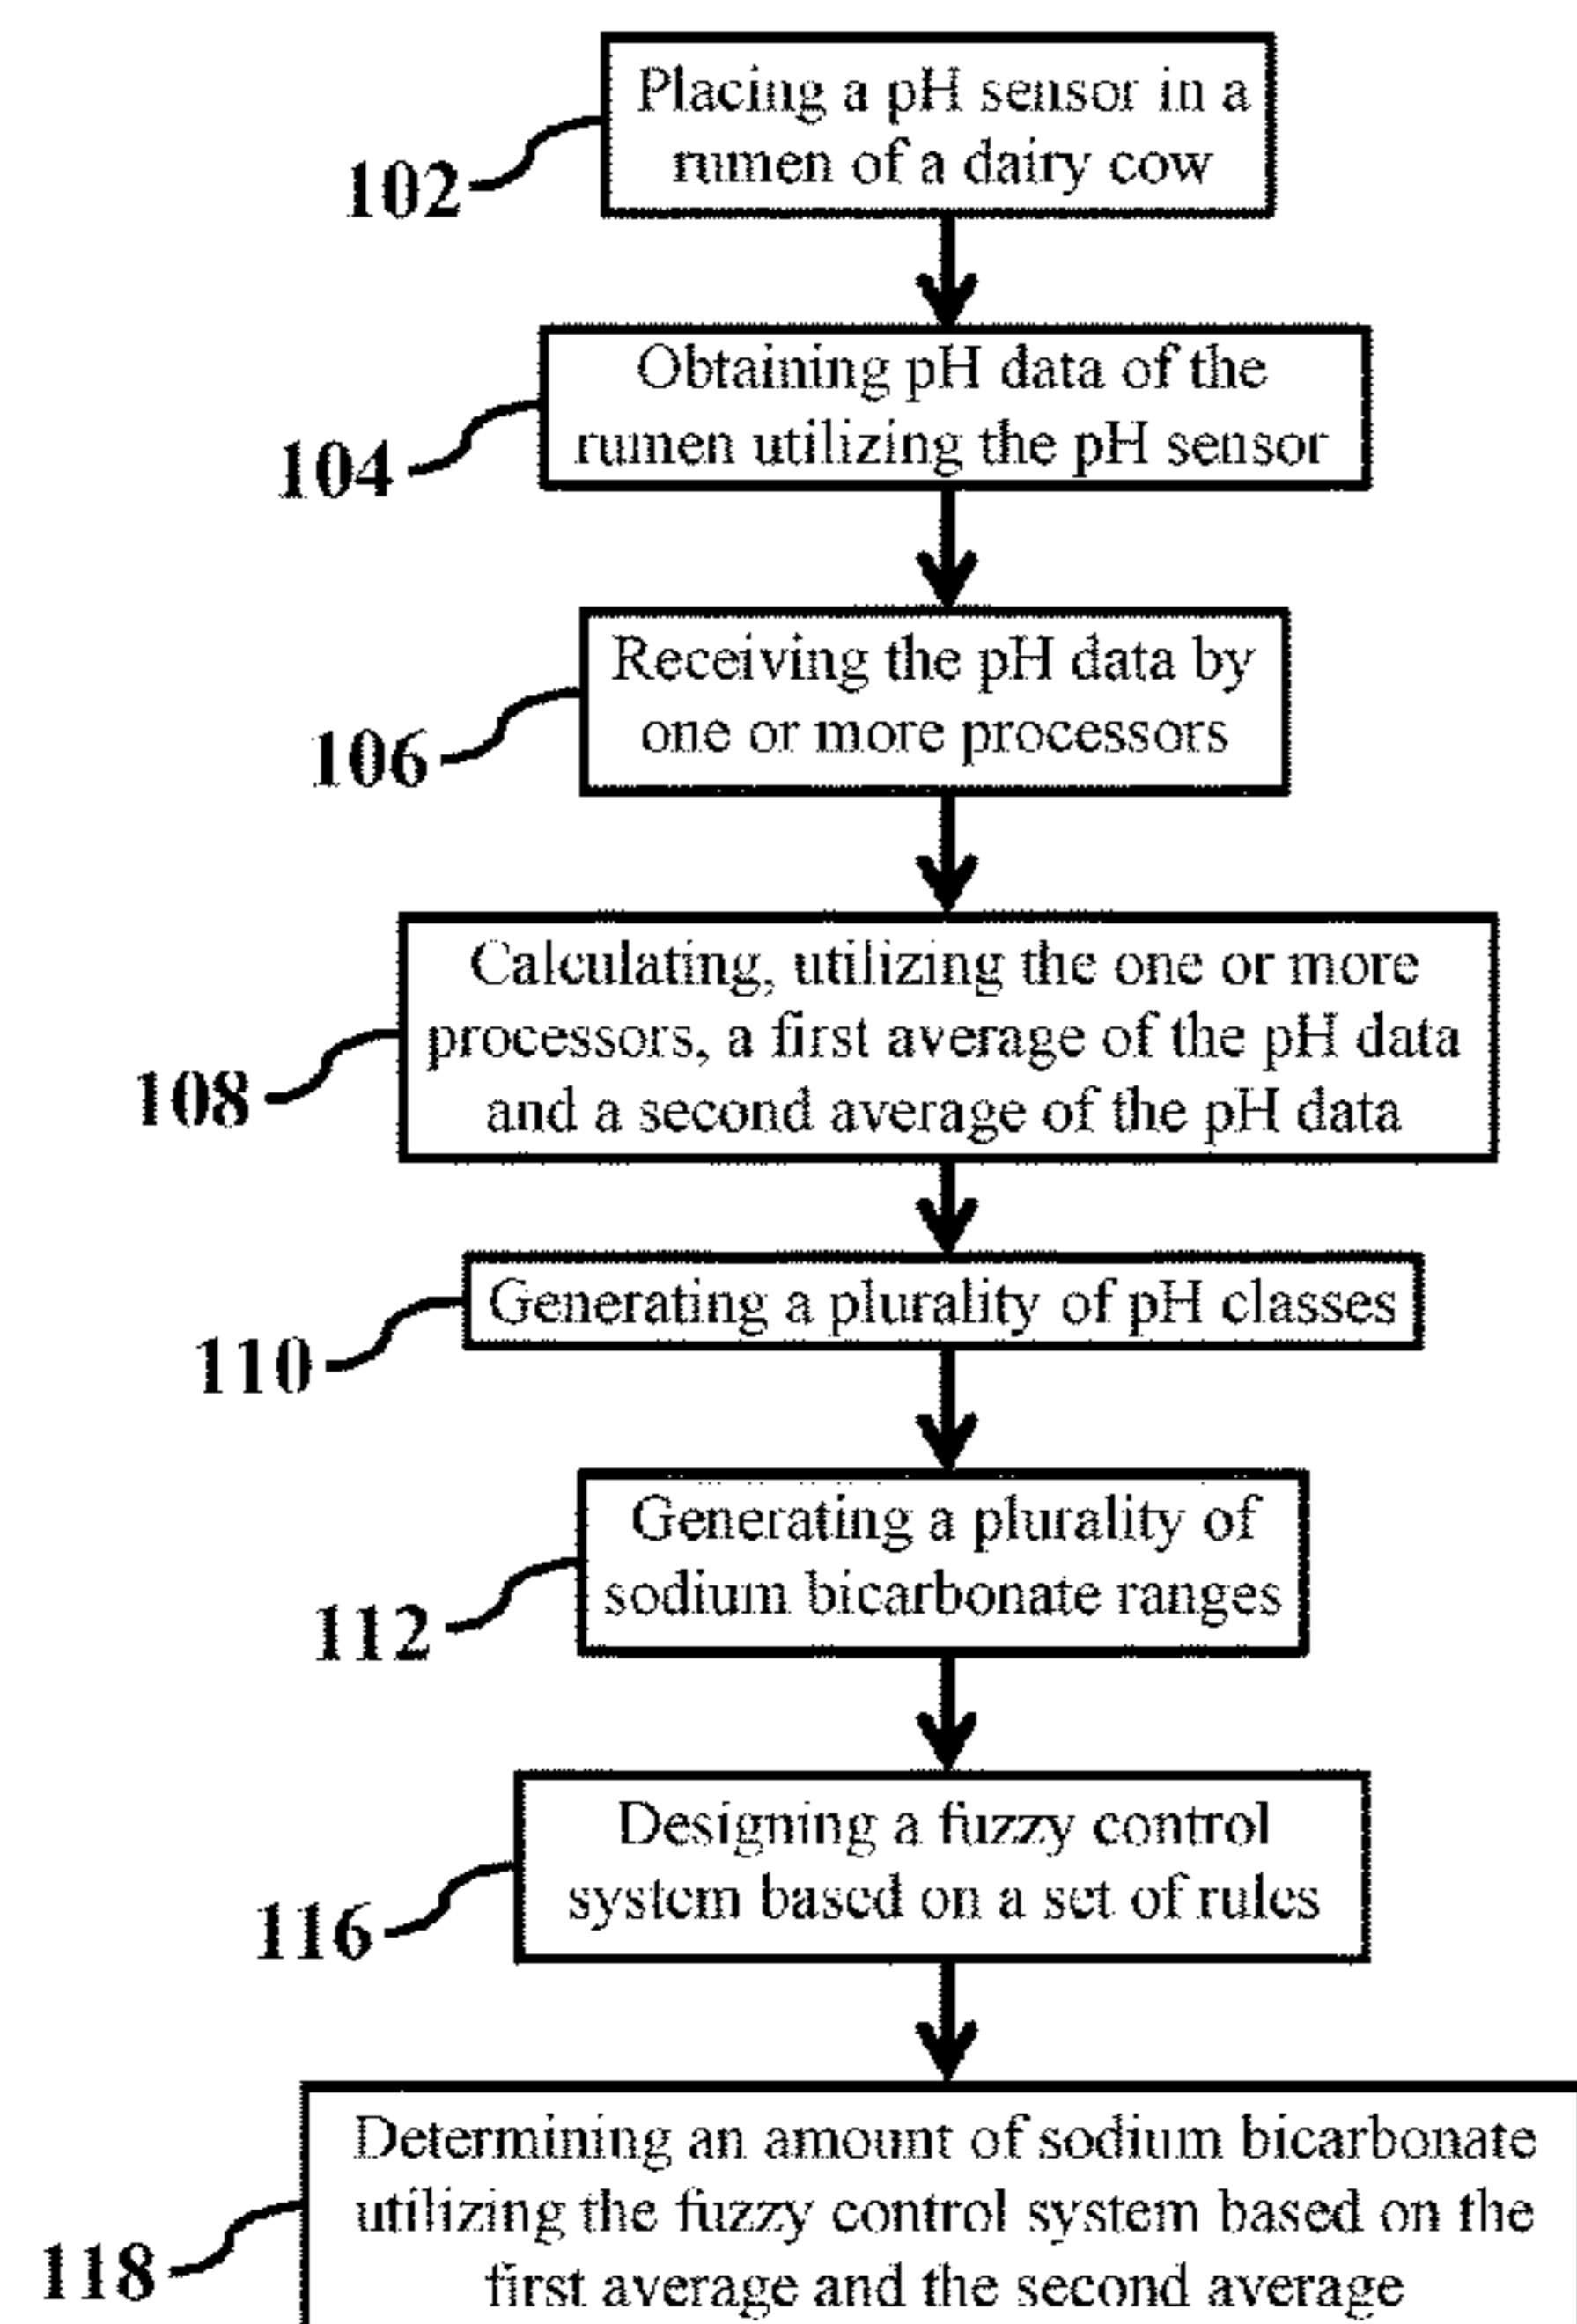 Placing a pH sensor in a
rumen of a dairy cow
102
Obtaining pH data of the
rumen utilizing the pH sensor
104
Receiving the pH data by
one or more processors
106
Calculating, utilizing the one or more
processors, a first average of the pH data
and a second average of the pH data
108
Generating a plurality of pH classes
110
Generating a plurality of
sodium bicarbonate ranges
112
Designing a fuzzy control
system based on a set of rules
116
Determining an amount of sodium bicarbonate
utilizing the fuzzy control system based on the
first average and the second average
118